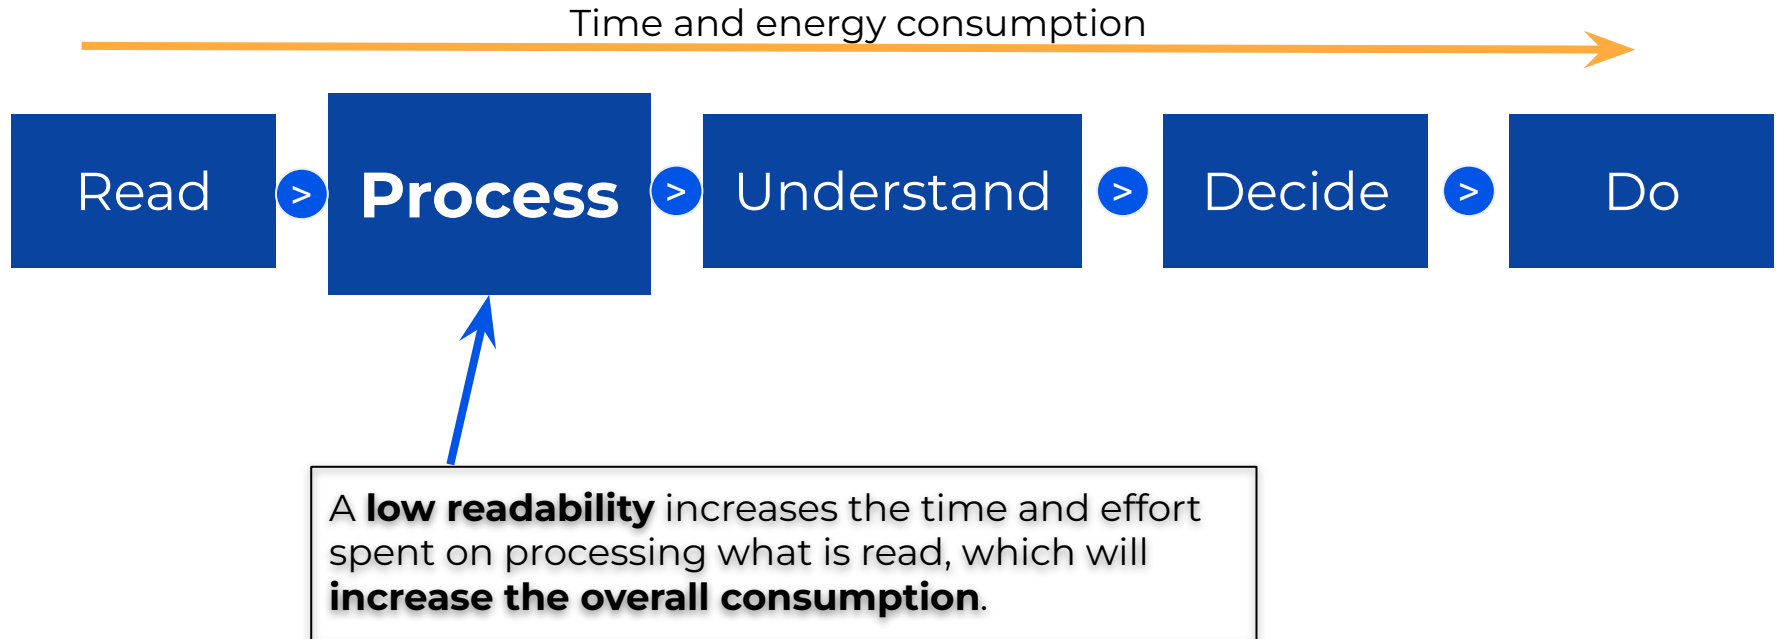 Time and energy consumption
Read > Process > Understand > Decide > Do
A low readability increases the time and effort
spent on processing what is read, which will
increase the overall consumption.